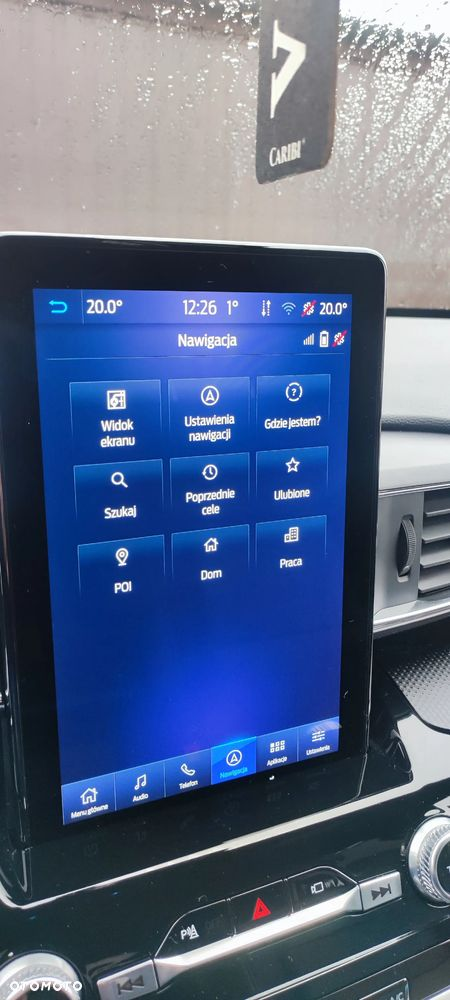 CARIBI
20.0°
12:26
1°
20.0°
Nawigacja
Widok
ekranu
Ustawienia
nawigacji
Gdzie jestem?
Szukaj
Poprzednie
cele
Ulubione
POI
Dom
Praca
Menu główne
Audio
Telefon
Nawigacja
Aplikacje
Ustawienia
P
OTOMOTO